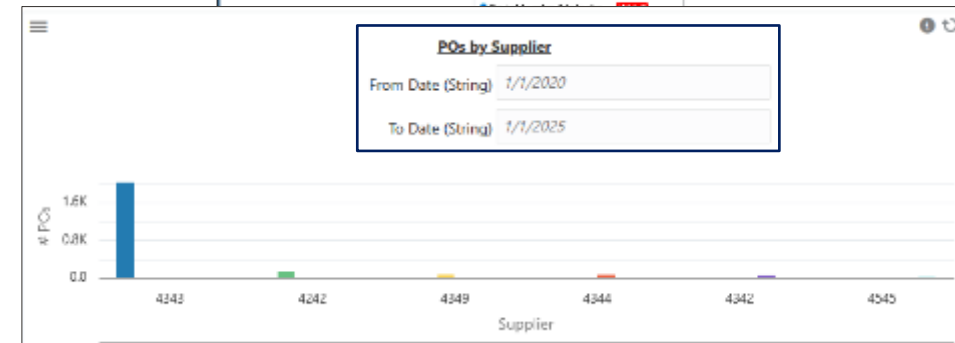 POs by Supplier
From Date (String) 1/1/2020
To Date (String) 1/1/2025
# POs
1.6K
0.8K
0.0
4343 4242 4349 4344 4342 4545
Supplier